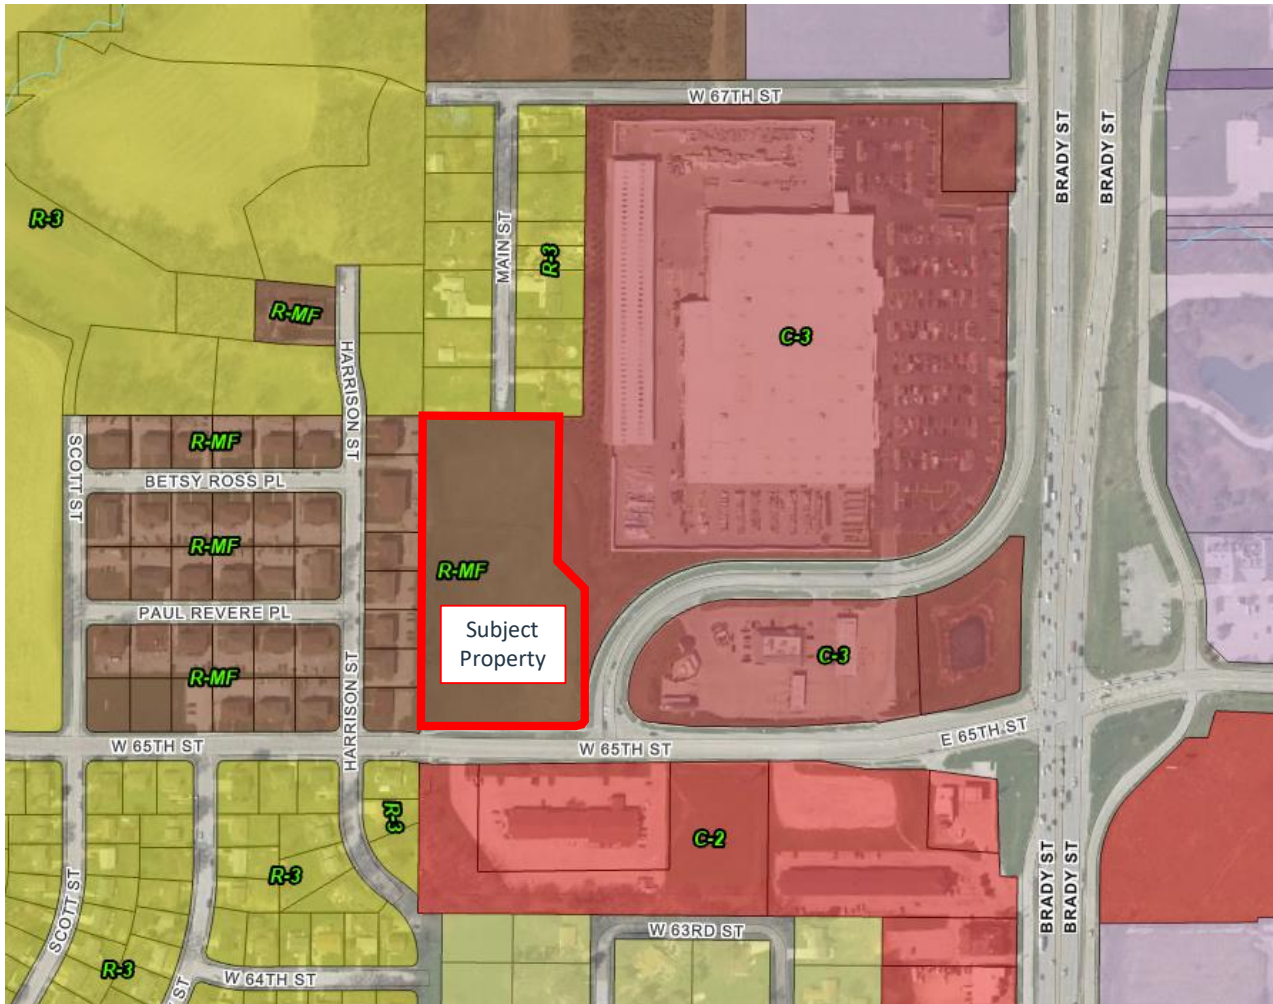 W 67TH ST
BRADY ST
BRADY ST
R-3
MAIN ST
R-3
R-MF
C-3
HARRISON ST
SCOTT ST
R-MF
BETSY ROSS PL
R-MF
R-MF
PAUL REVERE PL
Subject
Property
R-MF
C-3
HARRISON ST
W 65TH ST
W 65TH ST
E 65TH ST
R-3
C-2
R-3
SCOTT ST
BRADY ST
BRADY ST
W 63RD ST
R-3
W 64TH ST
ST